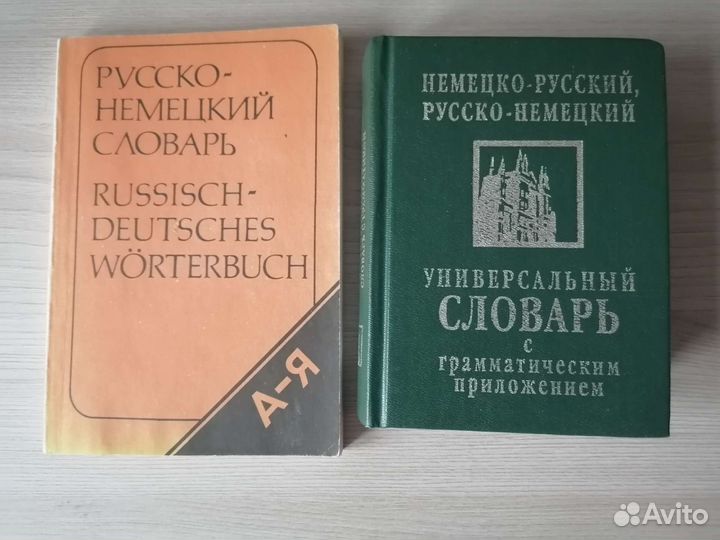 РУССКО-
НЕМЕЦКИЙ
СЛОВАРЬ
RUSSISCH-
DEUTSCHES
WÖRTERBUCH
А-Я
НЕМЕЦКО-РУССКИЙ,
РУССКО-НЕМЕЦКИЙ
УНИВЕРСАЛЬНЫЙ
СЛОВАРЬ
с
грамматическим
приложением
Avito